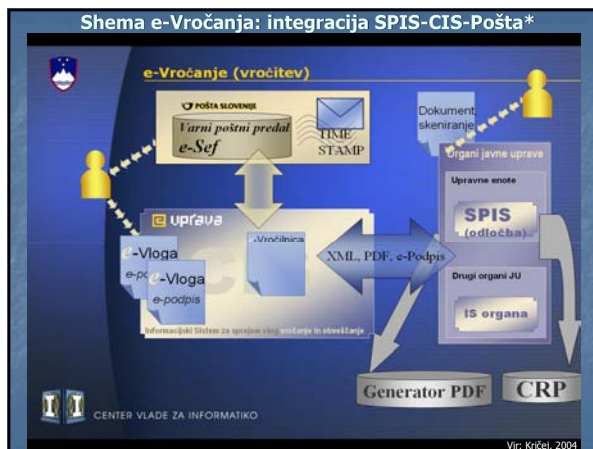 Shema e-Vročanja: integracija SPIS-CIS-Pošta*
e-Vročanje (vročitev)
POŠTA SLOVENIJE
Varni poštni predal
e-Sef
TIME
STAMP
Dokument,
skeniranje
Organi javne uprave
Upravne enote
SPIS
(odločba)
uprava
e-Vročilnica
XML, PDF, e-Podpis
e-Vloga
e-Vloga
e-podpis
Drugi organi JU
IS organa
Informacijski Sistem za sprejem vlog vročanje in obveščanje
Generator PDF
CRP
CENTER VLADE ZA INFORMATIKO
Vir: Kričej, 2004